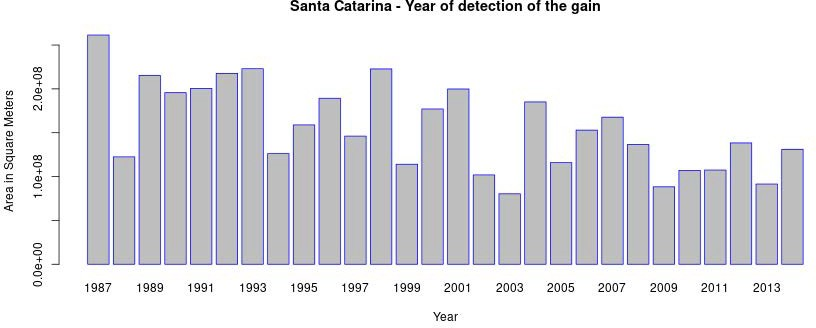 Santa Catarina - Year of detection of the gain
Area in Square Meters
2.0e+08
1.0e+08
0.0e+00
1987 1989 1991 1993 1995 1997 1999 2001 2003 2005 2007 2009 2011 2013
Year